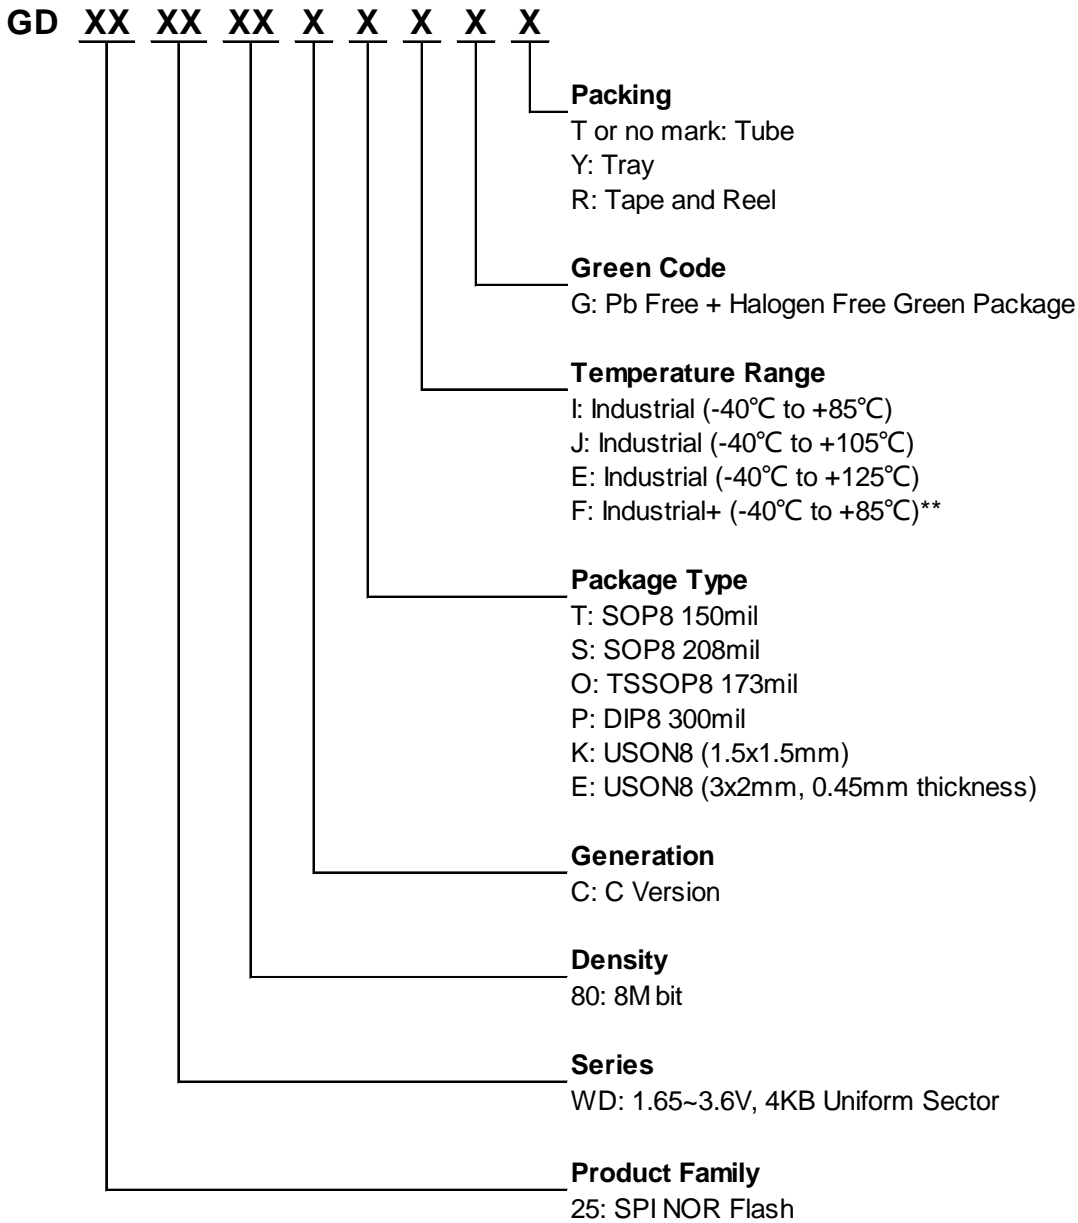 GD XX XX XX X X X X X
Packing
T or no mark: Tube
Y: Tray
R: Tape and Reel
Green Code
G: Pb Free + Halogen Free Green Package
Temperature Range
I: Industrial (-40℃ to +85℃)
J: Industrial (-40℃ to +105℃)
E: Industrial (-40℃ to +125℃)
F: Industrial+ (-40℃ to +85℃)**
Package Type
T: SOP8 150mil
S: SOP8 208mil
O: TSSOP8 173mil
P: DIP8 300mil
K: USON8 (1.5x1.5mm)
E: USON8 (3x2mm, 0.45mm thickness)
Generation
C: C Version
Density
80: 8M bit
Series
WD: 1.65~3.6V, 4KB Uniform Sector
Product Family
25: SPI NOR Flash